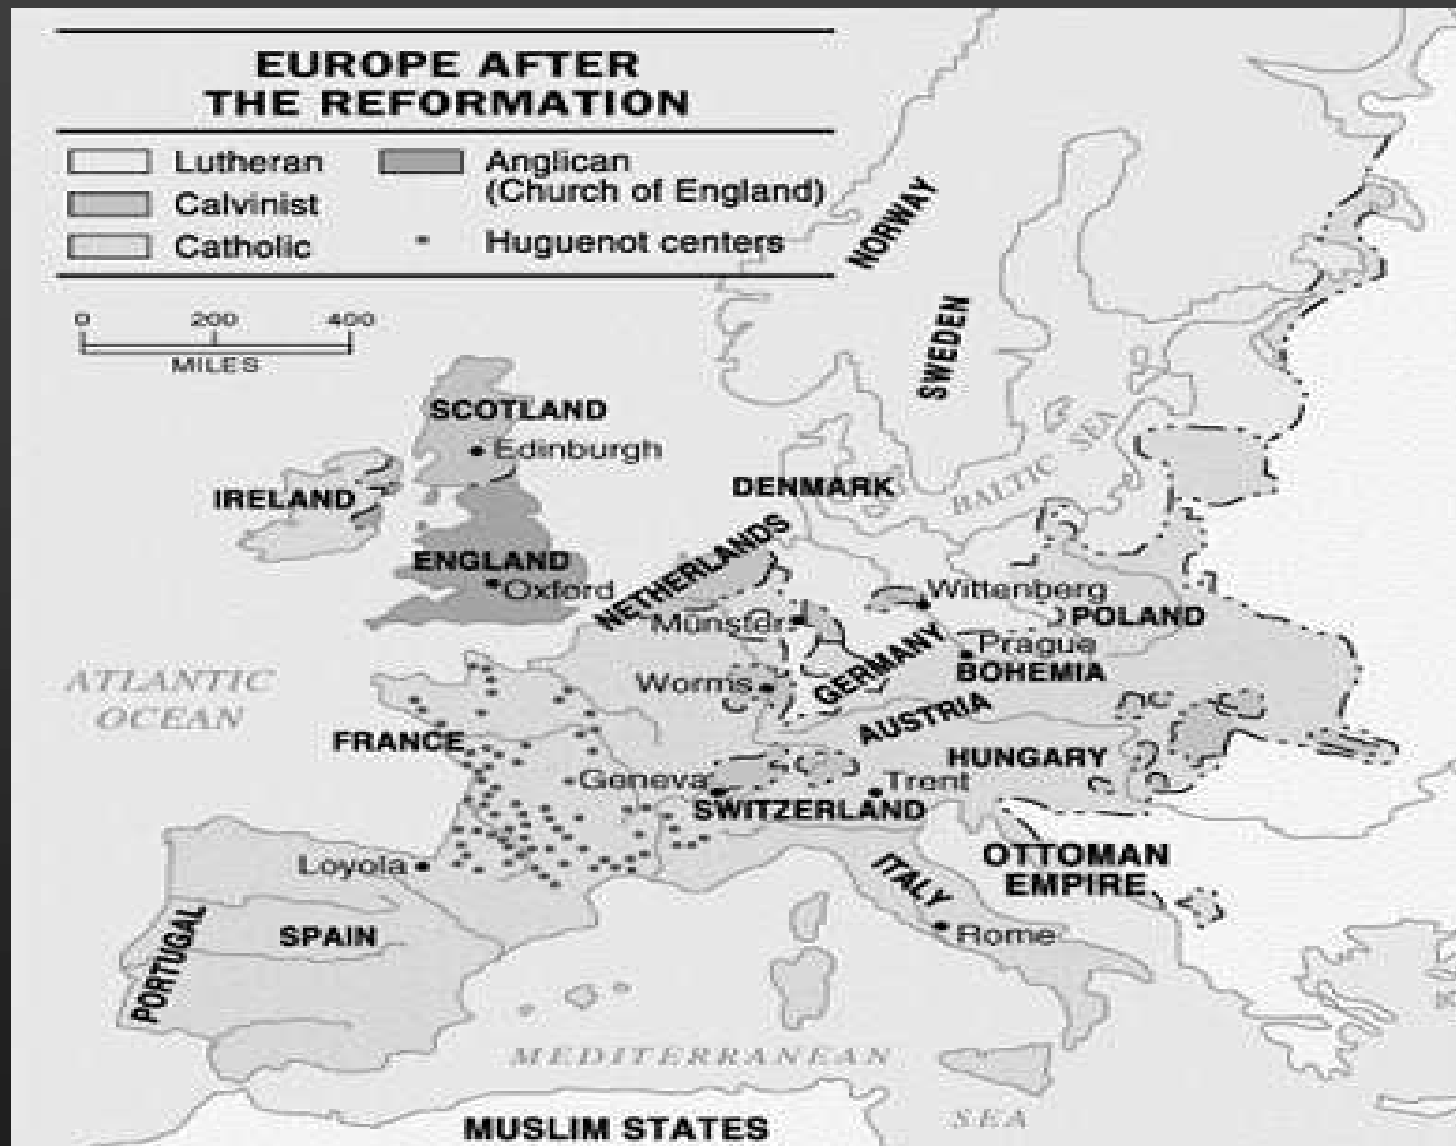 EUROPE AFTER
THE REFORMATION
Lutheran
Calvinist
Catholic
Anglican
(Church of England)
Huguenot centers
0 200 400
MILES
NORWAY
SWEDEN
SCOTLAND
Edinburgh
IRELAND
DENMARK
BALTIC SEA
ENGLAND
Oxford
NETHERLANDS
Münster
Wittenberg
POLAND
Prague
BOHEMIA
GERMANY
Worms
ATLANTIC
OCEAN
AUSTRIA
FRANCE
HUNGARY
Geneva
Trent
SWITZERLAND
Loyola
OTTOMAN
EMPIRE
ITALY
PORTUGAL
SPAIN
Rome
MEDITERRANEAN
SEA
MUSLIM STATES